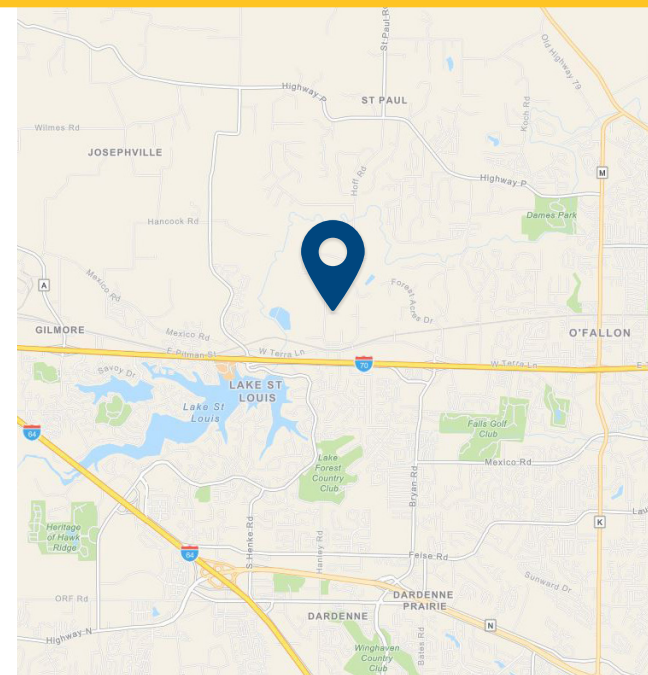 St Paul R
Old Highway 79
Highway P
ST PAUL
Koch Rd
Wilmes Rd
JOSEPHVILLE
Hoff Rd
M
Highway P
Dames Park
Hancock Rd
Mexico Rd
A
Forest Acres Dr
GILMORE
Mexico Rd
O'FALLON
E Pitman St
W Terra Ln
70
W Terra Ln
E T
Savoy Dr
LAKE ST
LOUIS
Lake St
Louis
64
Falls Golf
Club
Lake
Forest
Country
Club
Mexico Rd
Bryan Rd
Law
K
Heritage
of Hawk
Ridge
S Henke Rd
Hanley Rd
64
Feise Rd
Sunward Dr
ORF Rd
DARDENNE
PRAIRIE
DARDENNE
N
Highway N
Bates Rd
Winghaven
Country
Club